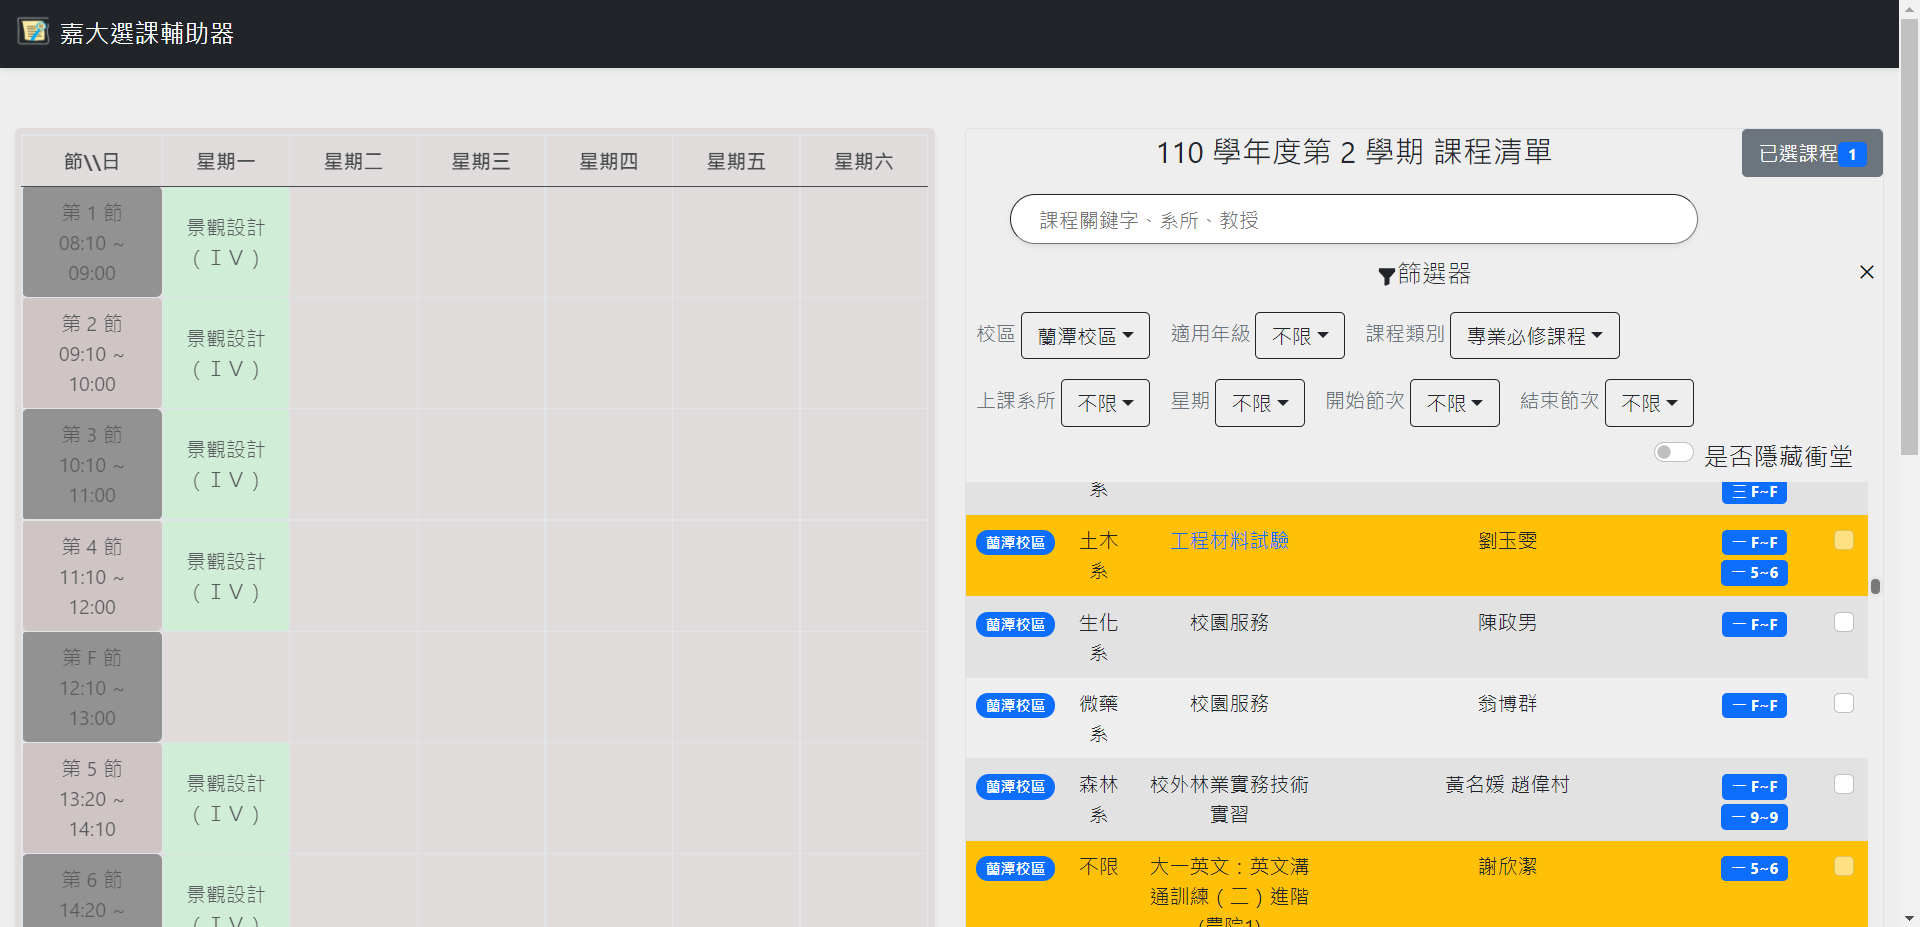 嘉大選課輔助器
節\\日 星期一 星期二 星期三 星期四 星期五 星期六
第 1 節
08:10 ~
09:00
景觀設計
(ＩＶ)
第 2 節
09:10 ~
10:00
景觀設計
(ＩＶ)
第 3 節
10:10 ~
11:00
景觀設計
(ＩＶ)
第 4 節
11:10 ~
12:00
景觀設計
(ＩＶ)
第 F 節
12:10 ~
13:00
第 5 節
13:20 ~
14:10
景觀設計
(ＩＶ)
第 6 節
14:20 ~
景觀設計
(ＩＶ)
110 學年度第 2 學期 課程清單
已選課程 1
課程關鍵字、系所、教授
篩選器
校區 蘭潭校區 適用年級 不限 課程類別 專業必修課程
上課系所 不限 星期 不限 開始節次 不限 結束節次 不限
是否隱藏衝堂
系 三 F~F
蘭潭校區 土木 工程材料試驗 劉玉雯 一 F~F
系 一 5~6
蘭潭校區 生化 校園服務 陳政男 一 F~F
系
蘭潭校區 微藥 校園服務 翁博群 一 F~F
系
蘭潭校區 森林 校外林業實務技術 黃名媛 趙偉村 一 F~F
系 實習 一 9~9
蘭潭校區 不限 大一英文：英文溝 謝欣潔 一 5~6
通訓練（二）進階
(農院1)